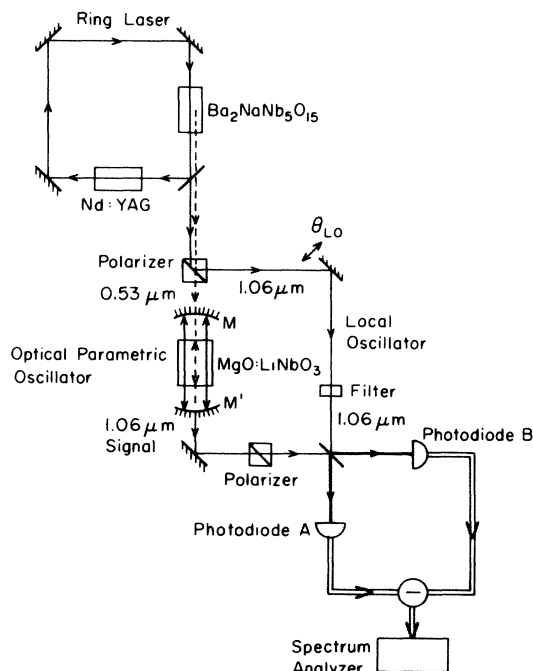 Ring Laser
Ba2NaNb5O15
Nd:YAG
θLO
Polarizer
0.53 μm
1.06 μm
M
Local
Oscillator
Optical Parametric
Oscillator
MgO:LiNbO3
M'
Filter
1.06 μm
1.06 μm
Signal
Photodiode B
Polarizer
Photodiode A
−
Spectrum
Analyzer